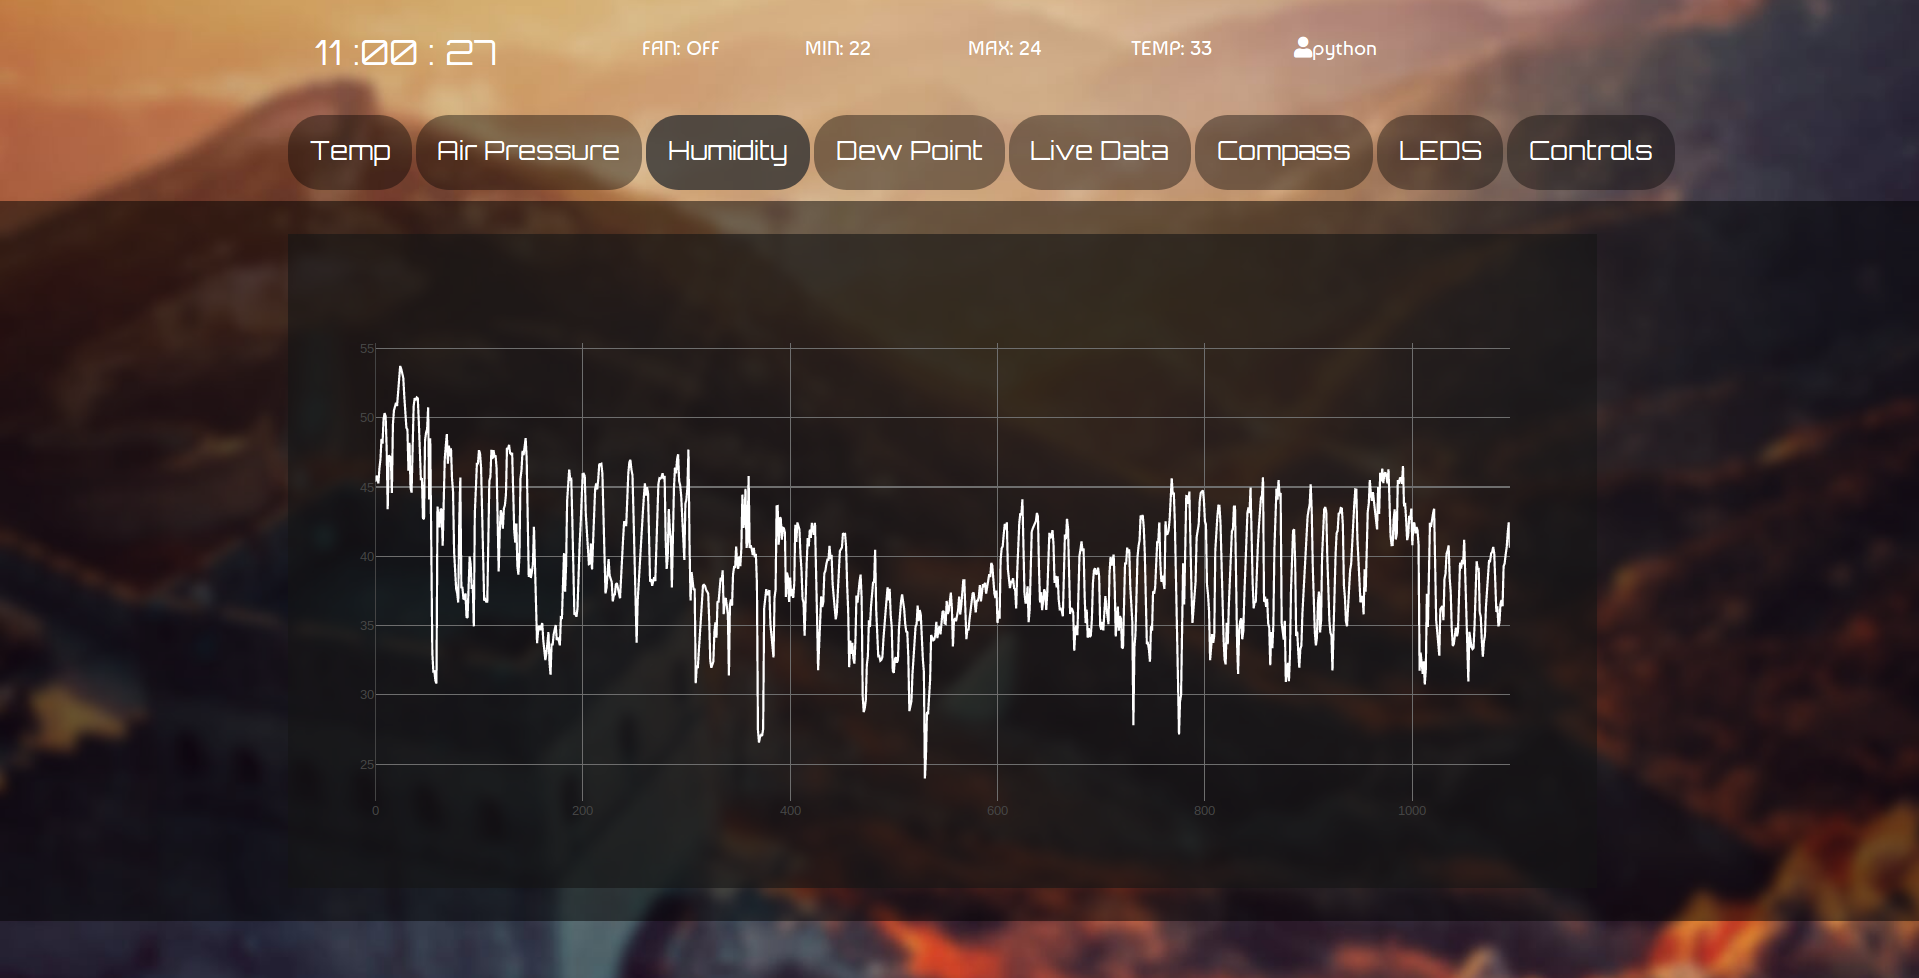 11 :00 : 27 FAN: OFF MIN: 22 MAX: 24 TEMP: 33 python
Temp Air Pressure Humidity Dew Point Live Data Compass LEDS Controls
55
50
45
40
35
30
25
0 200 400 600 800 1000